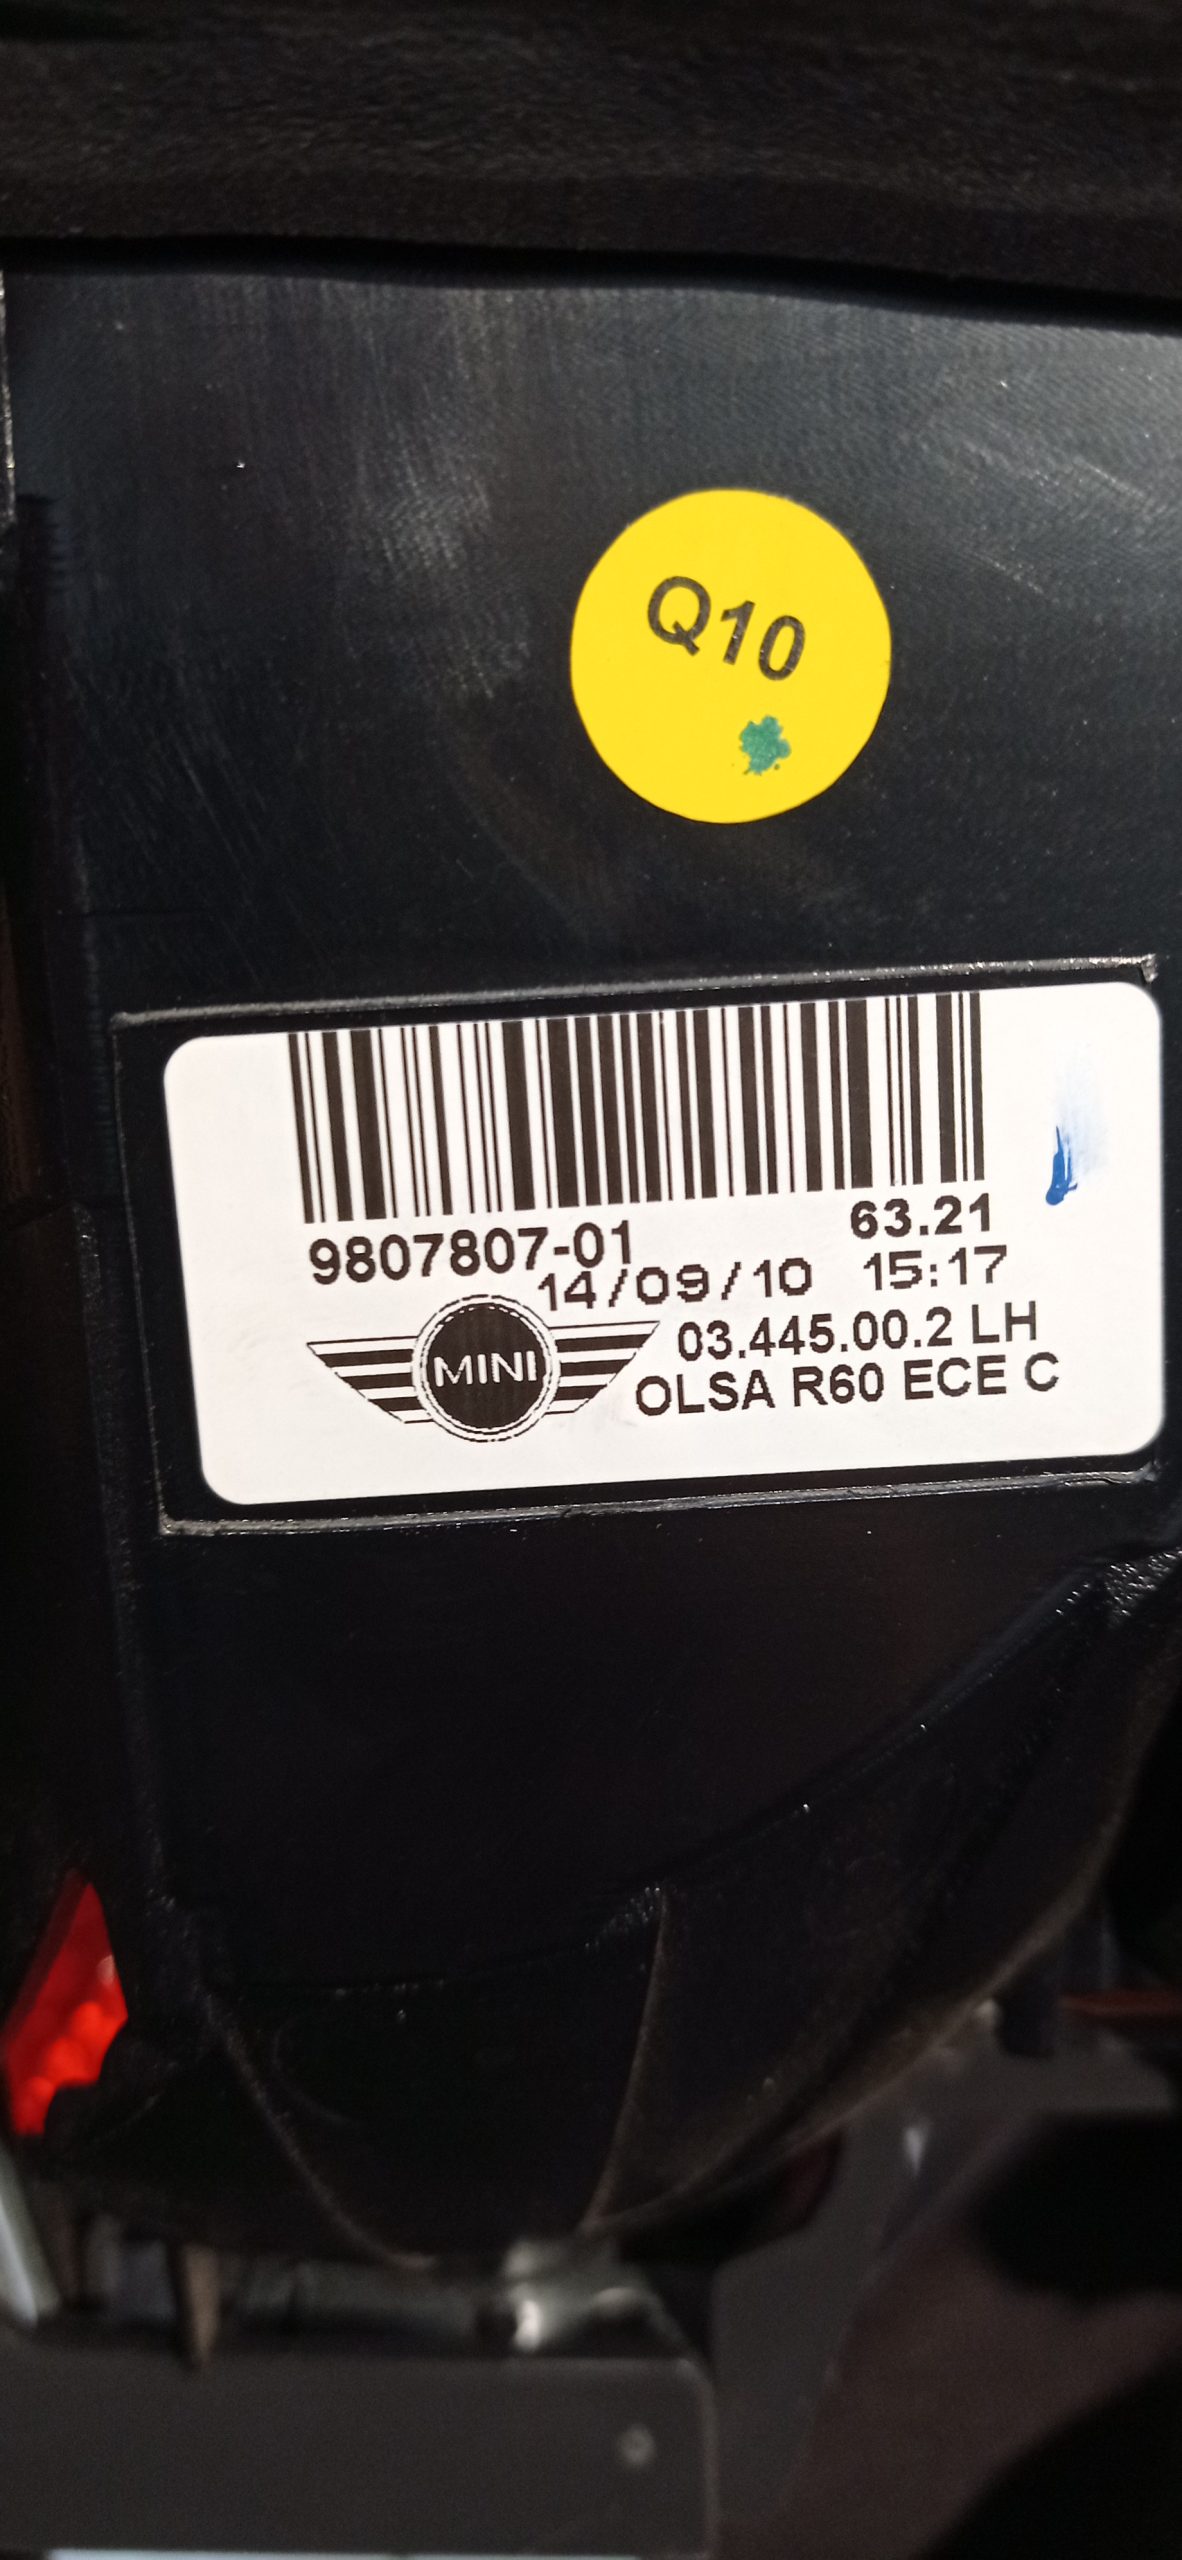 Q10
9807807-01 63.21
14/09/10 15:17
03.445.00.2 LH
MINI
OLSA R60 ECE C